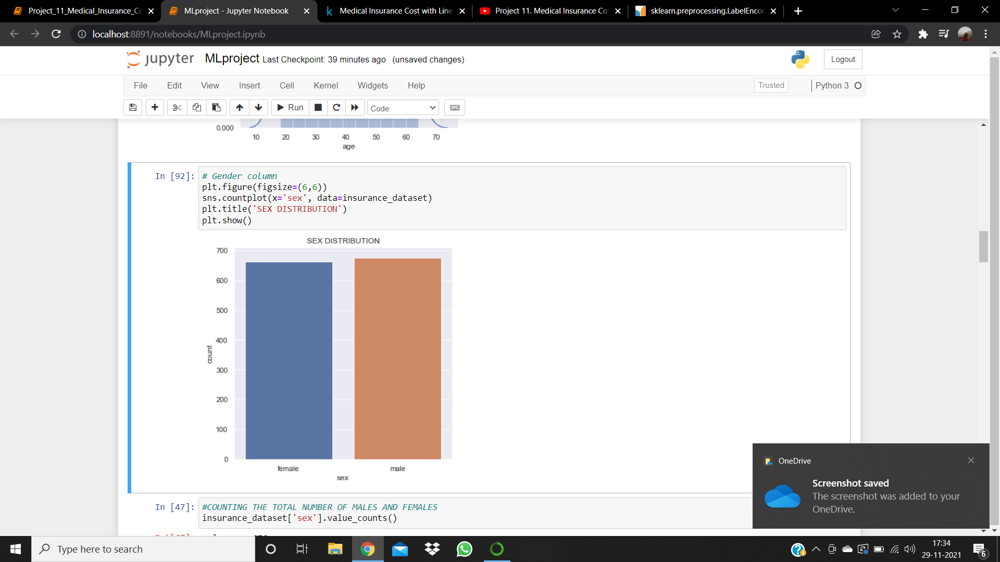 Project_11_Medical_Insurance_Co
MLproject - Jupyter Notebook
Medical Insurance Cost with Line
Project 11. Medical Insurance Cos
sklearn.preprocessing.LabelEncod
localhost:8891/notebooks/MLproject.ipynb
jupyter MLproject Last Checkpoint: 39 minutes ago (unsaved changes)
Logout
File Edit View Insert Cell Kernel Widgets Help
Trusted
Python 3
Run
Code
0.000
10 20 30 40 50 60 70
age
In [92]:
# Gender column
plt.figure(figsize=(6,6))
sns.countplot(x='sex', data=insurance_dataset)
plt.title('SEX DISTRIBUTION')
plt.show()
SEX DISTRIBUTION
700
600
500
400
300
200
100
0
count
female male
sex
In [47]:
#COUNTING THE TOTAL NUMBER OF MALES AND FEMALES
insurance_dataset['sex'].value_counts()
OneDrive
Screenshot saved
The screenshot was added to your
OneDrive.
Type here to search
17:34
29-11-2021
6